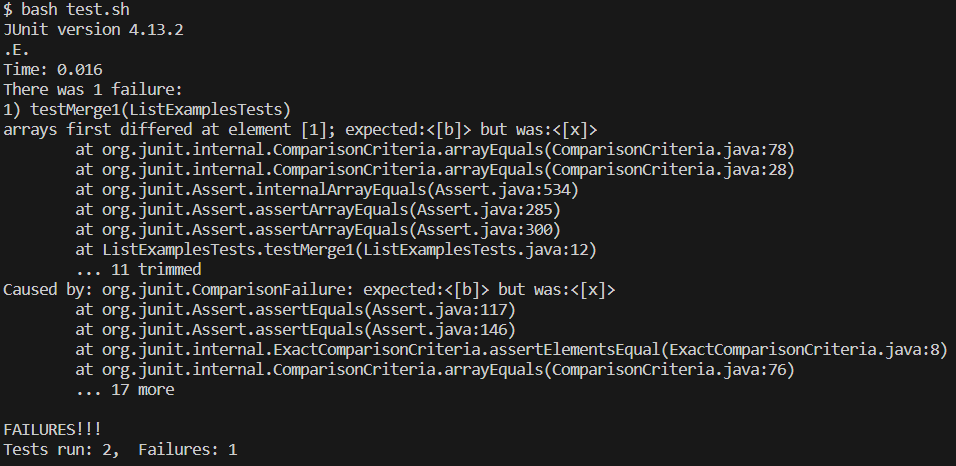 $ bash test.sh
JUnit version 4.13.2
.E.
Time: 0.016
There was 1 failure:
1) testMerge1(ListExamplesTests)
arrays first differed at element [1]; expected:<[b]> but was:<[x]>
        at org.junit.internal.ComparisonCriteria.arrayEquals(ComparisonCriteria.java:78)
        at org.junit.internal.ComparisonCriteria.arrayEquals(ComparisonCriteria.java:28)
        at org.junit.Assert.internalArrayEquals(Assert.java:534)
        at org.junit.Assert.assertArrayEquals(Assert.java:285)
        at org.junit.Assert.assertArrayEquals(Assert.java:300)
        at ListExamplesTests.testMerge1(ListExamplesTests.java:12)
        ... 11 trimmed
Caused by: org.junit.ComparisonFailure: expected:<[b]> but was:<[x]>
        at org.junit.Assert.assertEquals(Assert.java:117)
        at org.junit.Assert.assertEquals(Assert.java:146)
        at org.junit.internal.ExactComparisonCriteria.assertElementsEqual(ExactComparisonCriteria.java:8)
        at org.junit.internal.ComparisonCriteria.arrayEquals(ComparisonCriteria.java:76)
        ... 17 more

FAILURES!!!
Tests run: 2,  Failures: 1